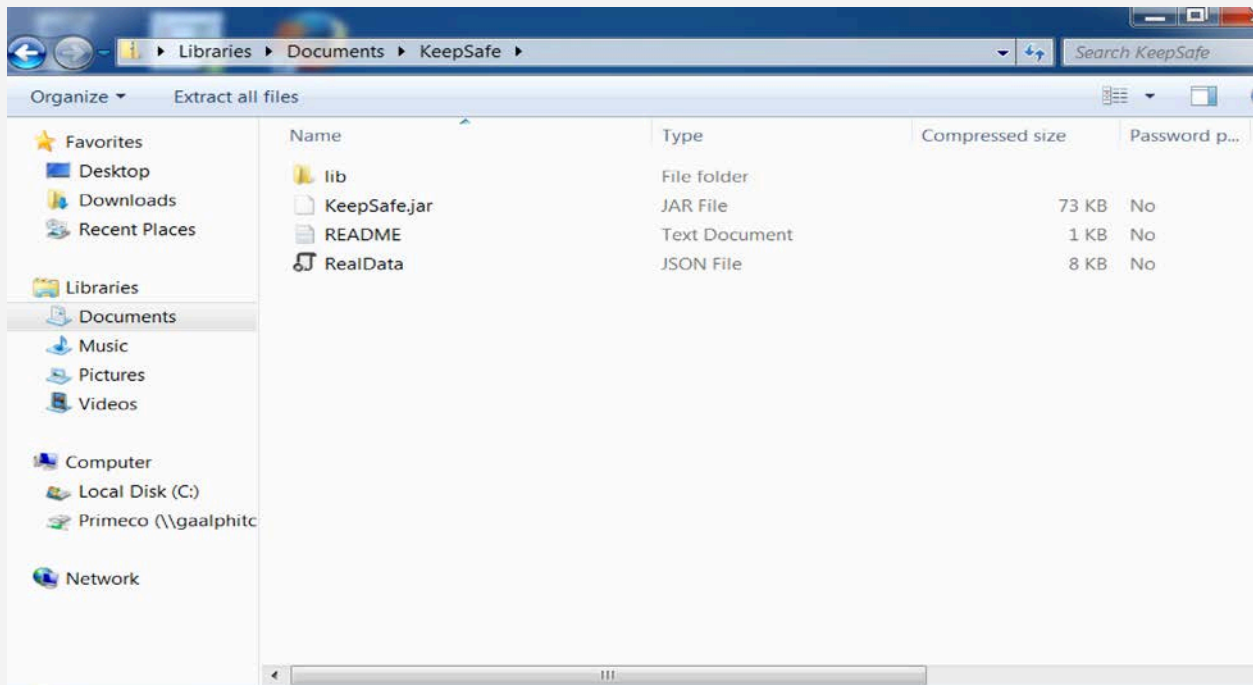 Libraries Documents KeepSafe Search KeepSafe
Organize Extract all files
Favorites
Desktop
Downloads
Recent Places
Libraries
Documents
Music
Pictures
Videos
Computer
Local Disk (C:)
Primeco (\\gaalphitc
Network
Name Type Compressed size Password p...
lib File folder
KeepSafe.jar JAR File 73 KB No
README Text Document 1 KB No
RealData JSON File 8 KB No